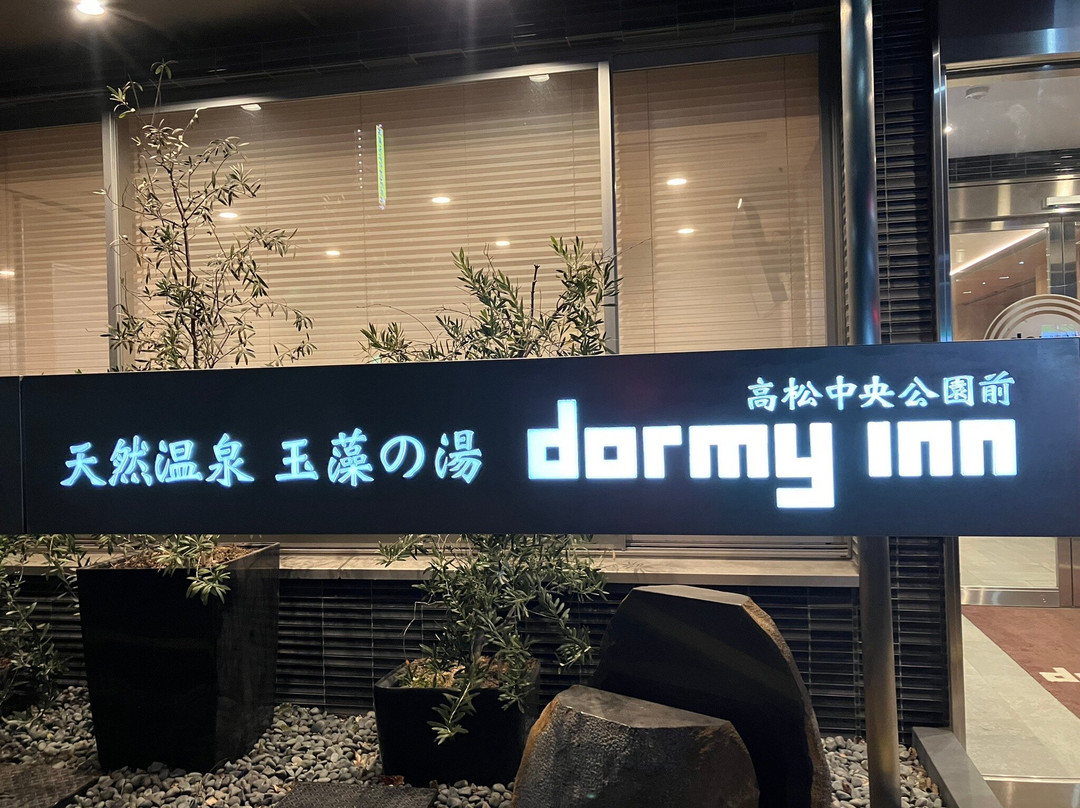 天然温泉 玉藻の湯
高松中央公園前
dormy inn